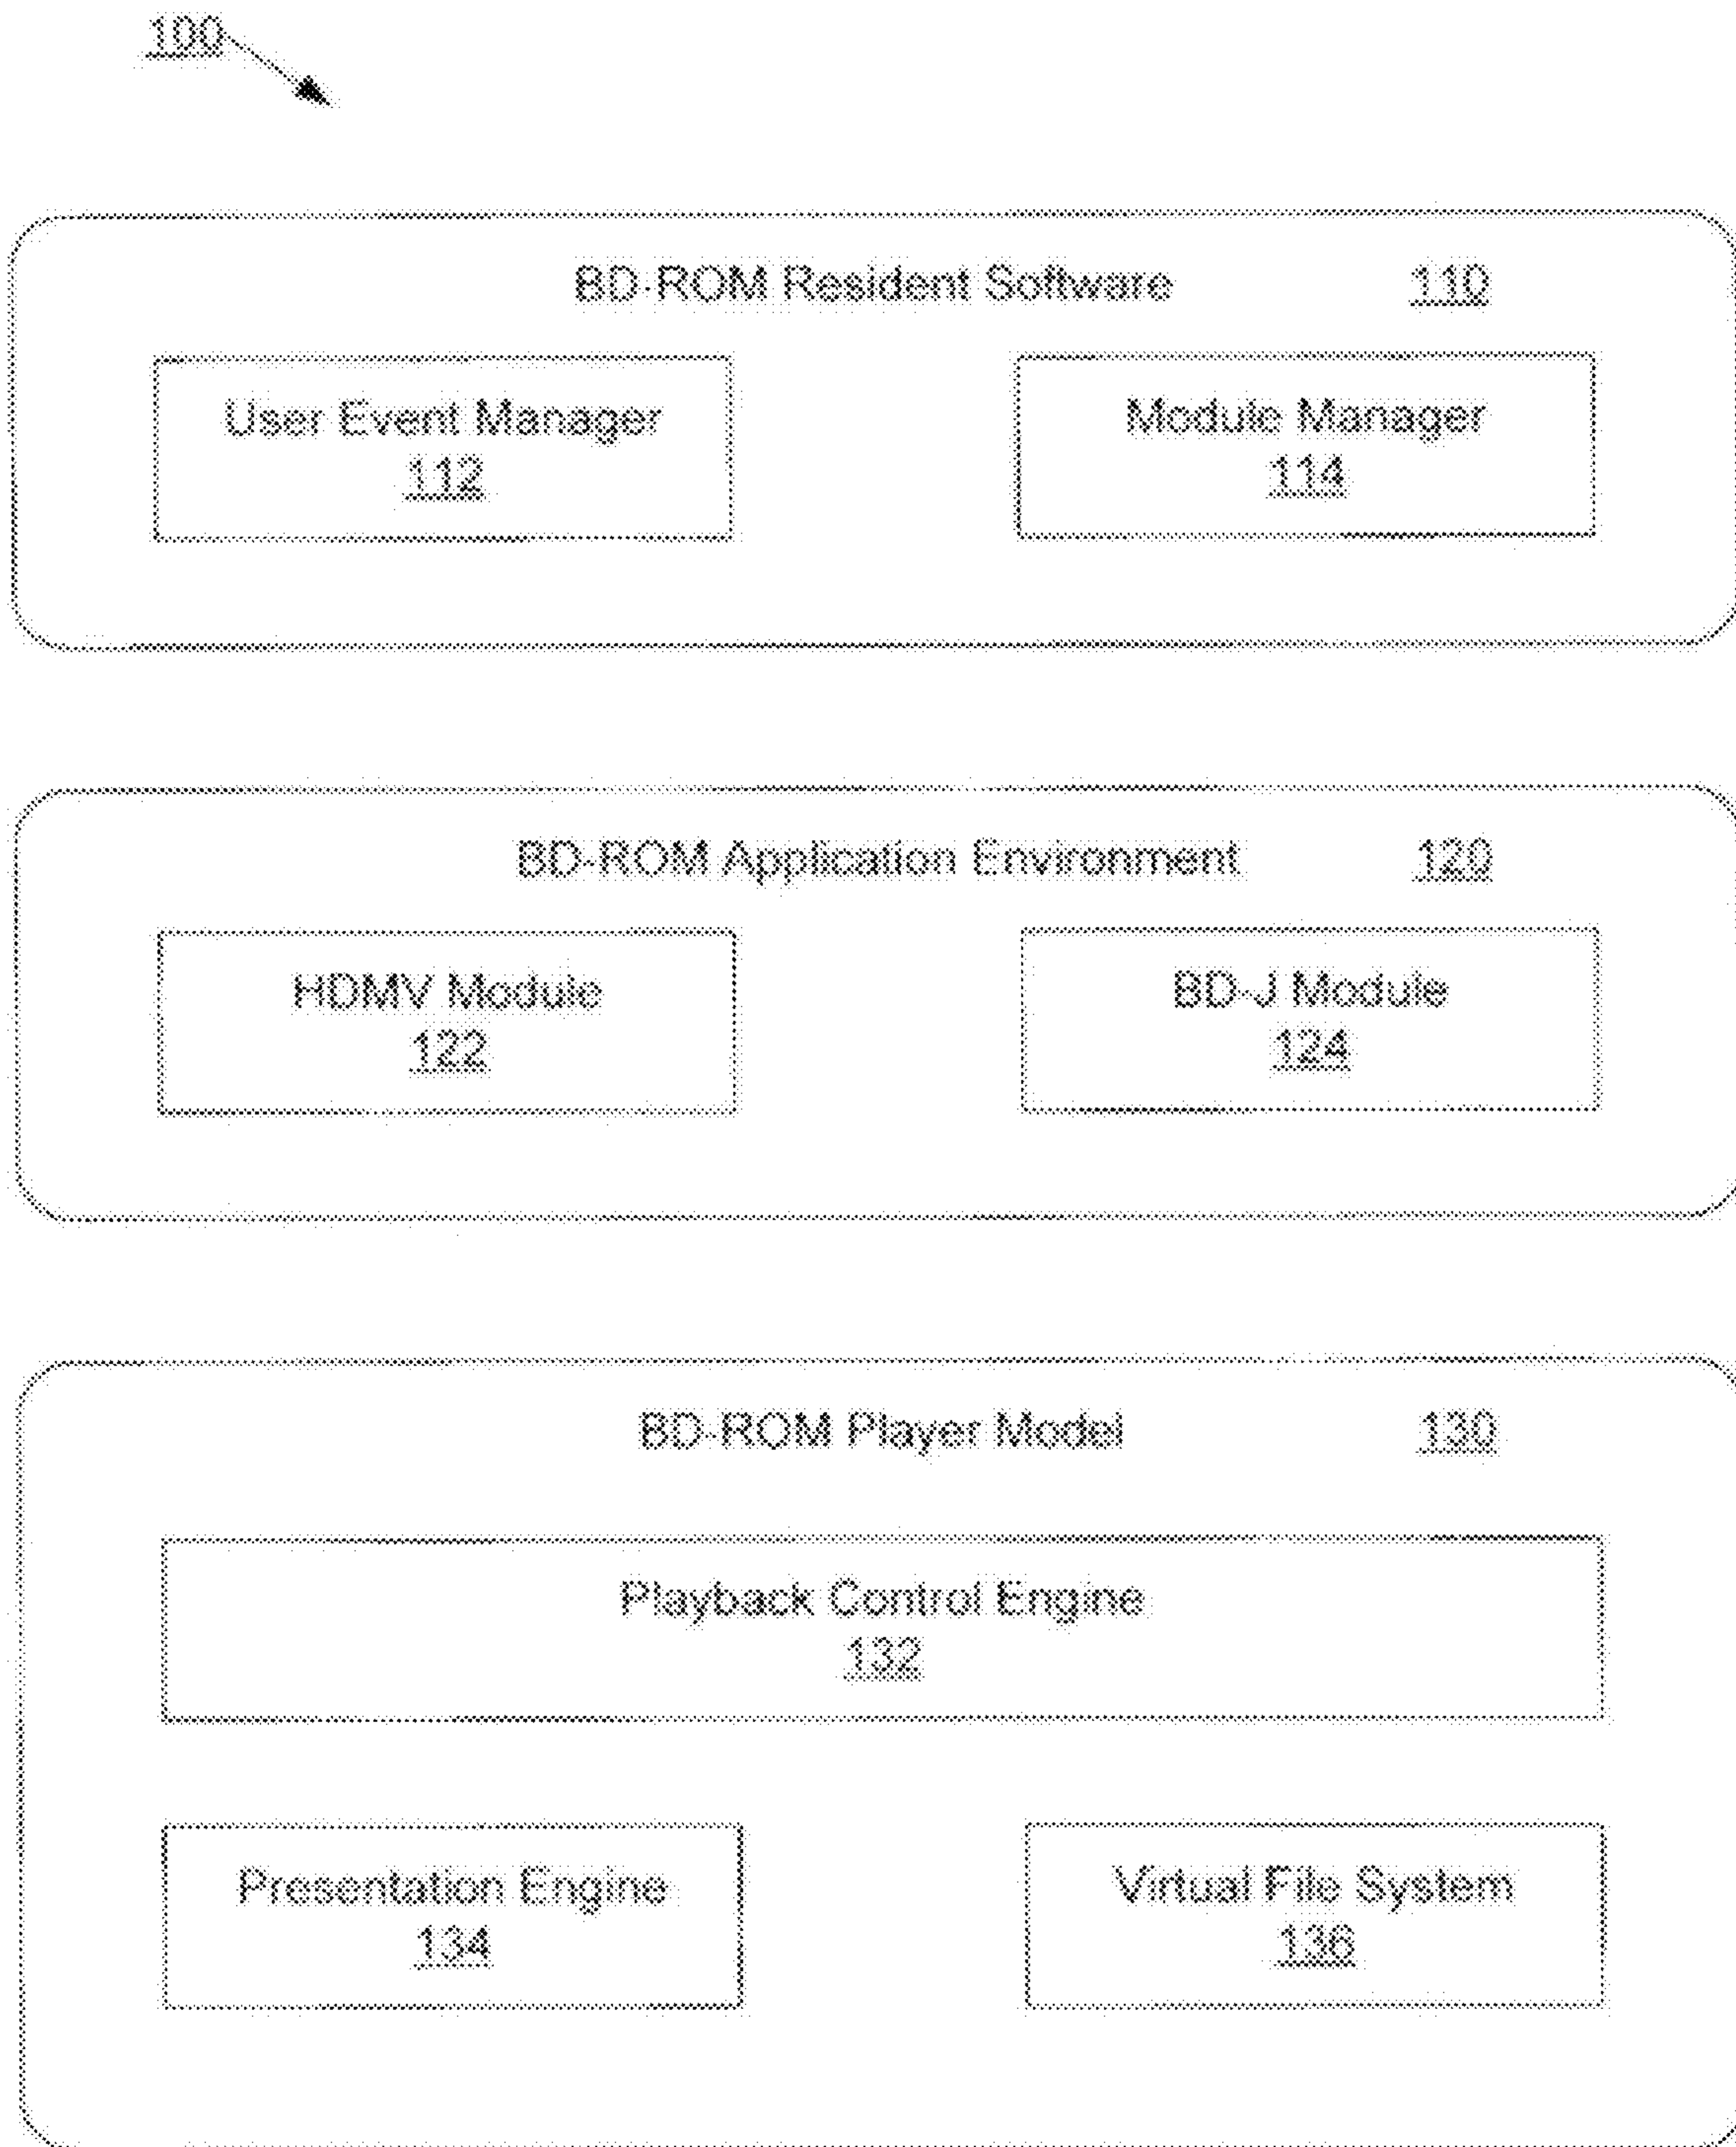 100
BD-ROM Resident Software 110
User Event Manager
112
Module Manager
114
BD-ROM Application Environment 120
HDMV Module
122
BD-J Module
124
BD-ROM Player Model 130
Playback Control Engine
132
Presentation Engine
134
Virtual File System
136